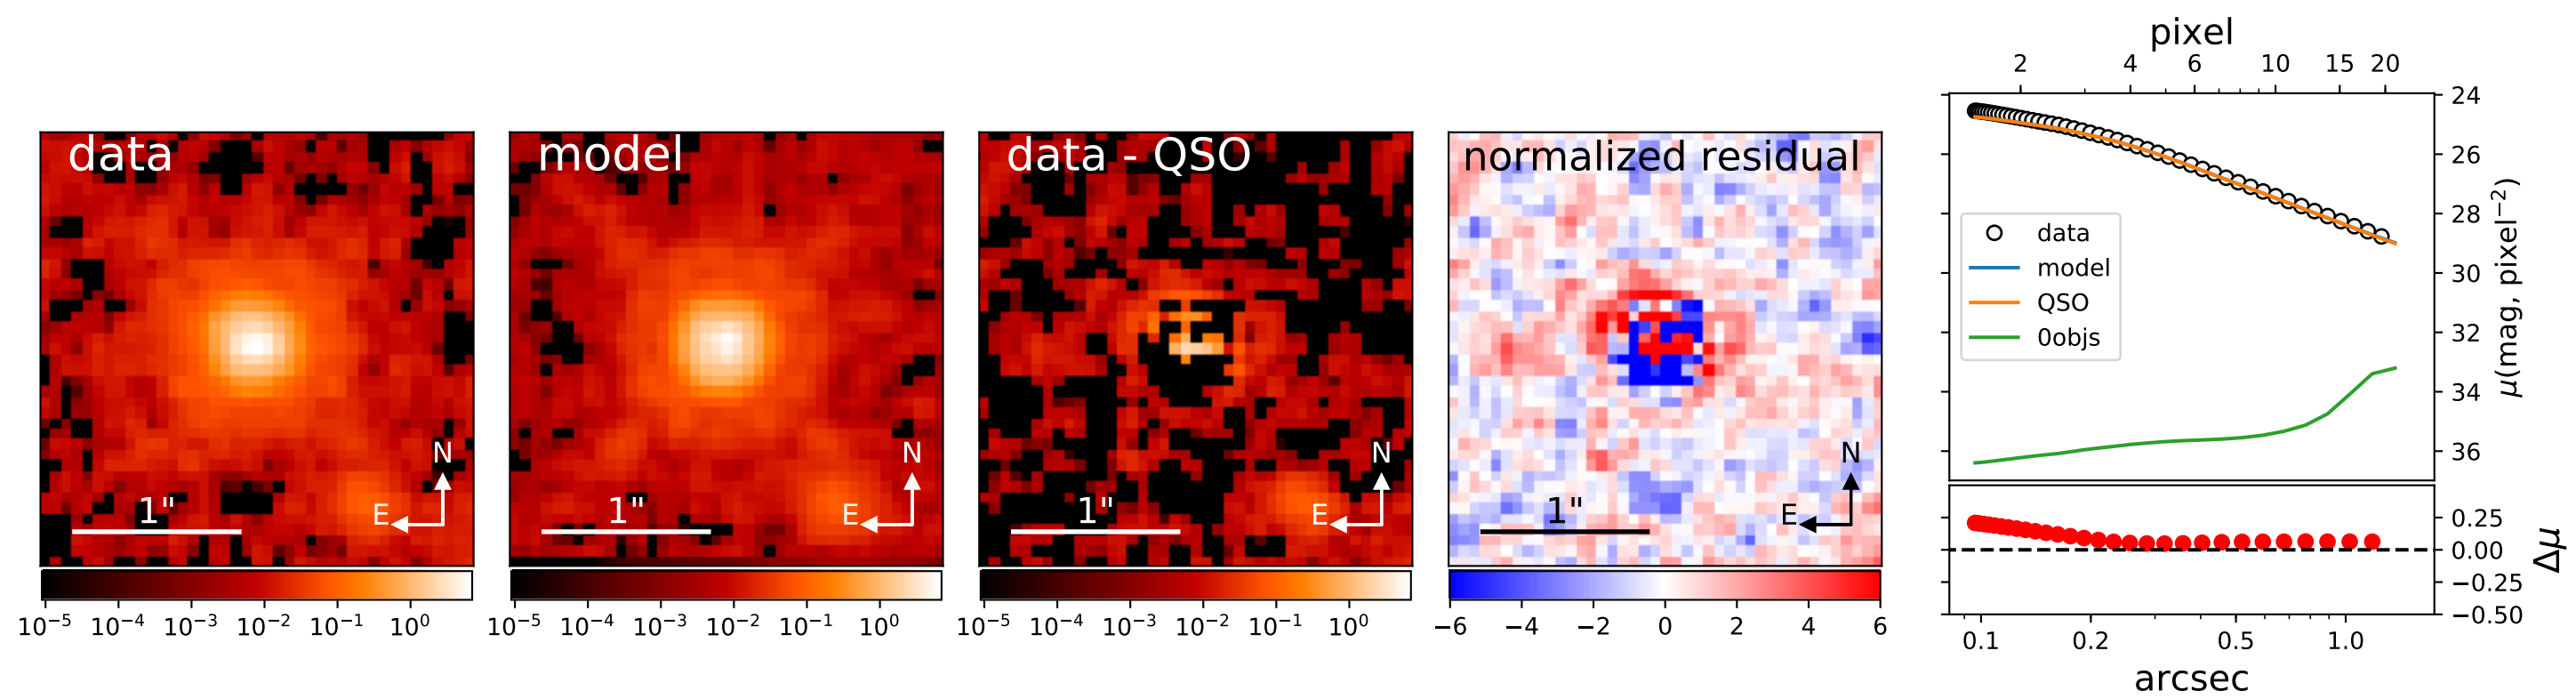 data
N
E
1"
10⁻⁵ 10⁻⁴ 10⁻³ 10⁻² 10⁻¹ 10⁰
model
N
E
1"
10⁻⁵ 10⁻⁴ 10⁻³ 10⁻² 10⁻¹ 10⁰
data - QSO
N
E
1"
10⁻⁵ 10⁻⁴ 10⁻³ 10⁻² 10⁻¹ 10⁰
normalized residual
N
E
1"
−6 −4 −2 0 2 4 6
pixel
2 4 6 10 15 20
data
model
QSO
0objs
24
26
28
30
32
34
36
μ(mag, pixel⁻²)
0.25
0.00
−0.25
−0.50
Δμ
0.1 0.2 0.5 1.0
arcsec